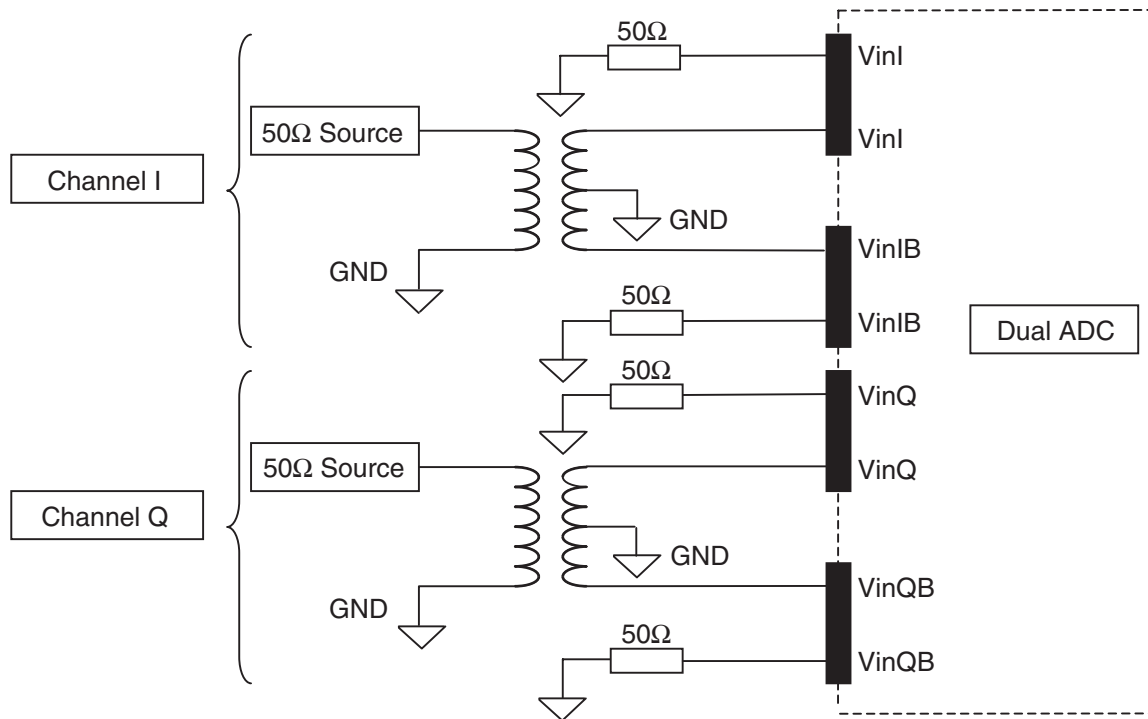 50Ω
VinI
50Ω Source
VinI
Channel I
GND
VinIB
GND
50Ω
VinIB
Dual ADC
50Ω
VinQ
50Ω Source
VinQ
Channel Q
GND
VinQB
GND
50Ω
VinQB